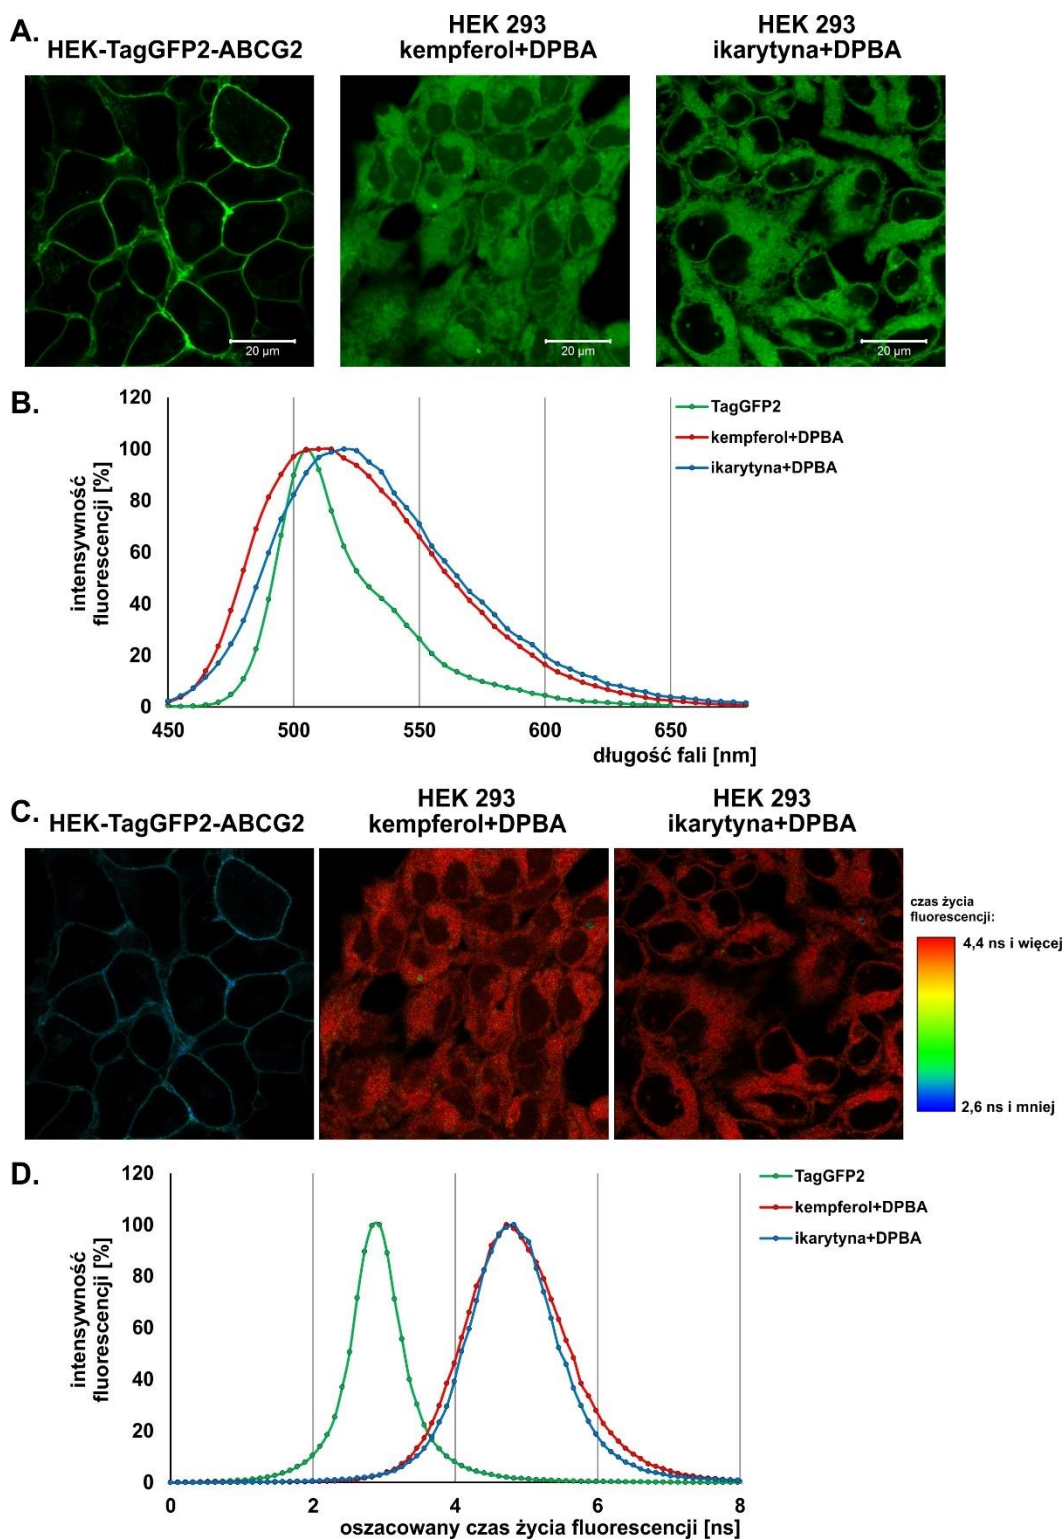 A.
HEK-TagGFP2-ABCG2
HEK 293
kempferol+DPBA
HEK 293
ikarytyna+DPBA
20 µm
20 µm
20 µm
B.
intensywność
fluorescencji [%]
120
100
80
60
40
20
0
450
500
550
600
650
długość fali [nm]
TagGFP2
kempferol+DPBA
ikarytyna+DPBA
C.
HEK-TagGFP2-ABCG2
HEK 293
kempferol+DPBA
HEK 293
ikarytyna+DPBA
czas życia
fluorescencji:
4,4 ns i więcej
2,6 ns i mniej
D.
intensywność
fluorescencji [%]
120
100
80
60
40
20
0
0
2
4
6
8
oszacowany czas życia fluorescencji [ns]
TagGFP2
kempferol+DPBA
ikarytyna+DPBA